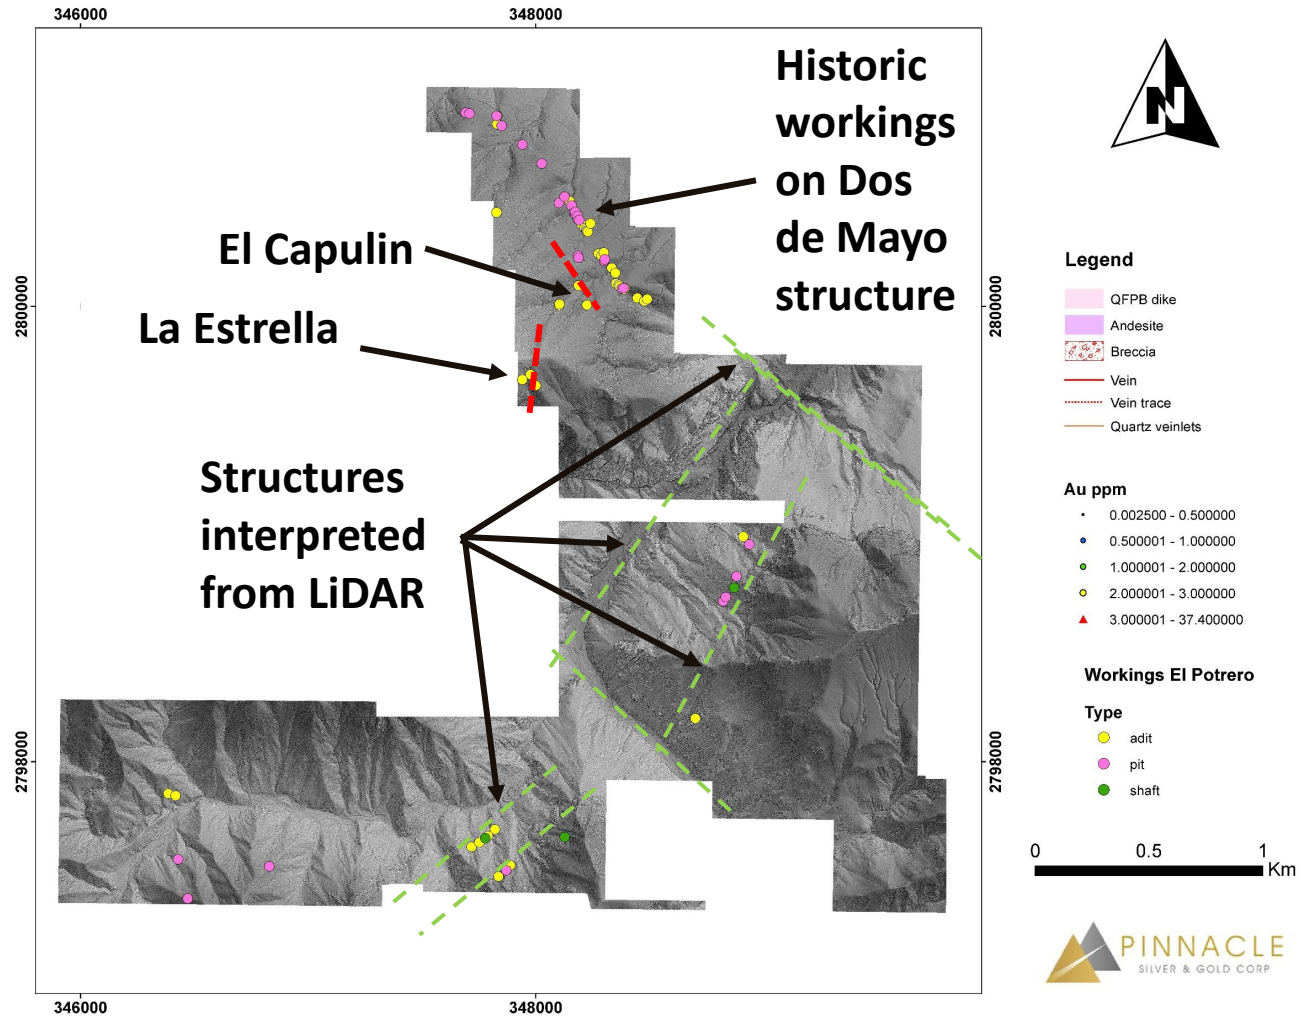 346000
348000
Historic
workings
on Dos
de Mayo
structure
N
El Capulin
La Estrella
2800000
2800000
Structures
interpreted
from LiDAR
2798000
2798000
346000
348000
Legend
QFPB dike
Andesite
Breccia
Vein
Vein trace
Quartz veinlets
Au ppm
0.002500 - 0.500000
0.500001 - 1.000000
1.000001 - 2.000000
2.000001 - 3.000000
3.000001 - 37.400000
Workings El Potrero
Type
adit
pit
shaft
0 0.5 1
Km
PINNACLE
SILVER & GOLD CORP